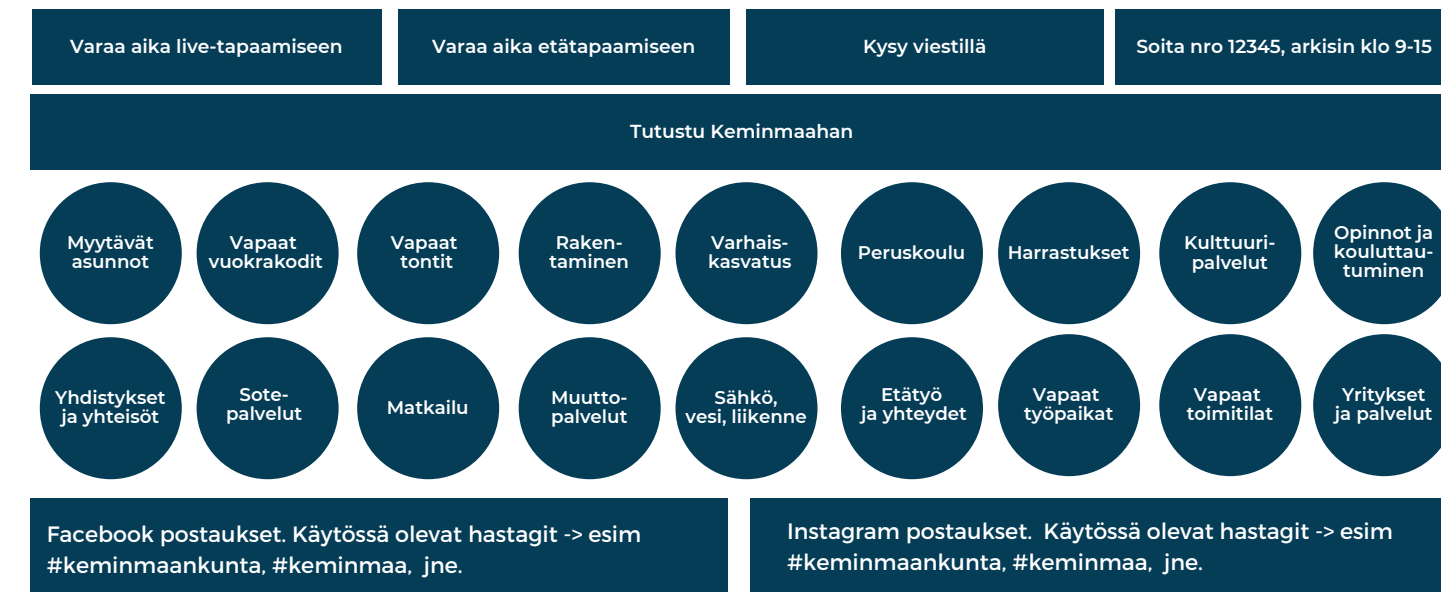 Varaa aika live-tapaamiseen
Varaa aika etätapaamiseen
Kysy viestillä
Soita nro 12345, arkisin klo 9-15
Tutustu Keminmaahan
Myytävät
asunnot
Vapaat
vuokrakodit
Vapaat
tontit
Raken-
taminen
Varhais-
kasvatus
Peruskoulu
Harrastukset
Kulttuuri-
palvelut
Opinnot ja
kouluttau-
tuminen
Yhdistykset
ja yhteisöt
Sote-
palvelut
Matkailu
Muutto-
palvelut
Sähkö,
vesi, liikenne
Etätyö
ja yhteydet
Vapaat
työpaikat
Vapaat
toimitilat
Yritykset
ja palvelut
Facebook postaukset. Käytössä olevat hastagit -> esim
#keminmaankunta, #keminmaa, jne.
Instagram postaukset. Käytössä olevat hastagit -> esim
#keminmaankunta, #keminmaa, jne.